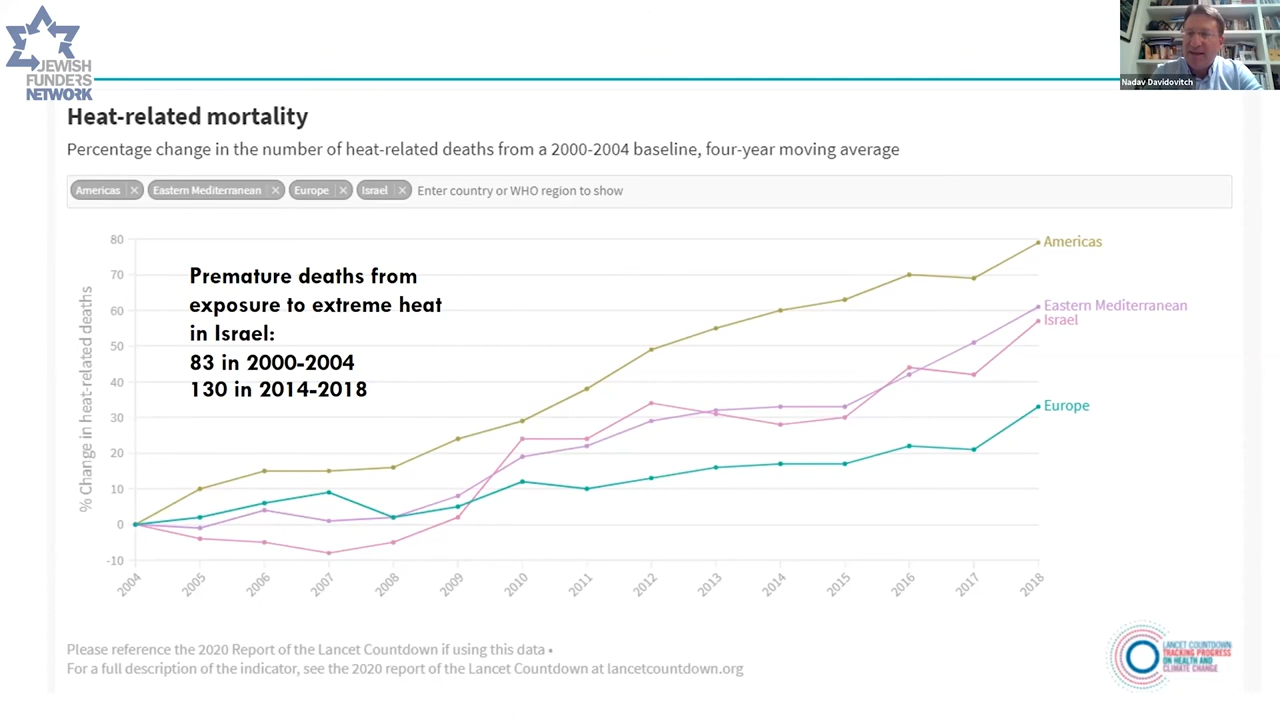 JEWISH
FUNDERS
NETWORK
Nadav Davidovitch
Heat-related mortality
Percentage change in the number of heat-related deaths from a 2000-2004 baseline, four-year moving average
Americas × Eastern Mediterranean × Europe × Israel × Enter country or WHO region to show
% Change in heat-related deaths
80
70
60
50
40
30
20
10
0
-10
Premature deaths from
exposure to extreme heat
in Israel:
83 in 2000-2004
130 in 2014-2018
Americas
Eastern Mediterranean
Israel
Europe
2004 2005 2006 2007 2008 2009 2010 2011 2012 2013 2014 2015 2016 2017 2018
Please reference the 2020 Report of the Lancet Countdown if using this data •
For a full description of the indicator, see the 2020 report of the Lancet Countdown at lancetcountdown.org
LANCET COUNTDOWN:
TRACKING PROGRESS
ON HEALTH AND
CLIMATE CHANGE